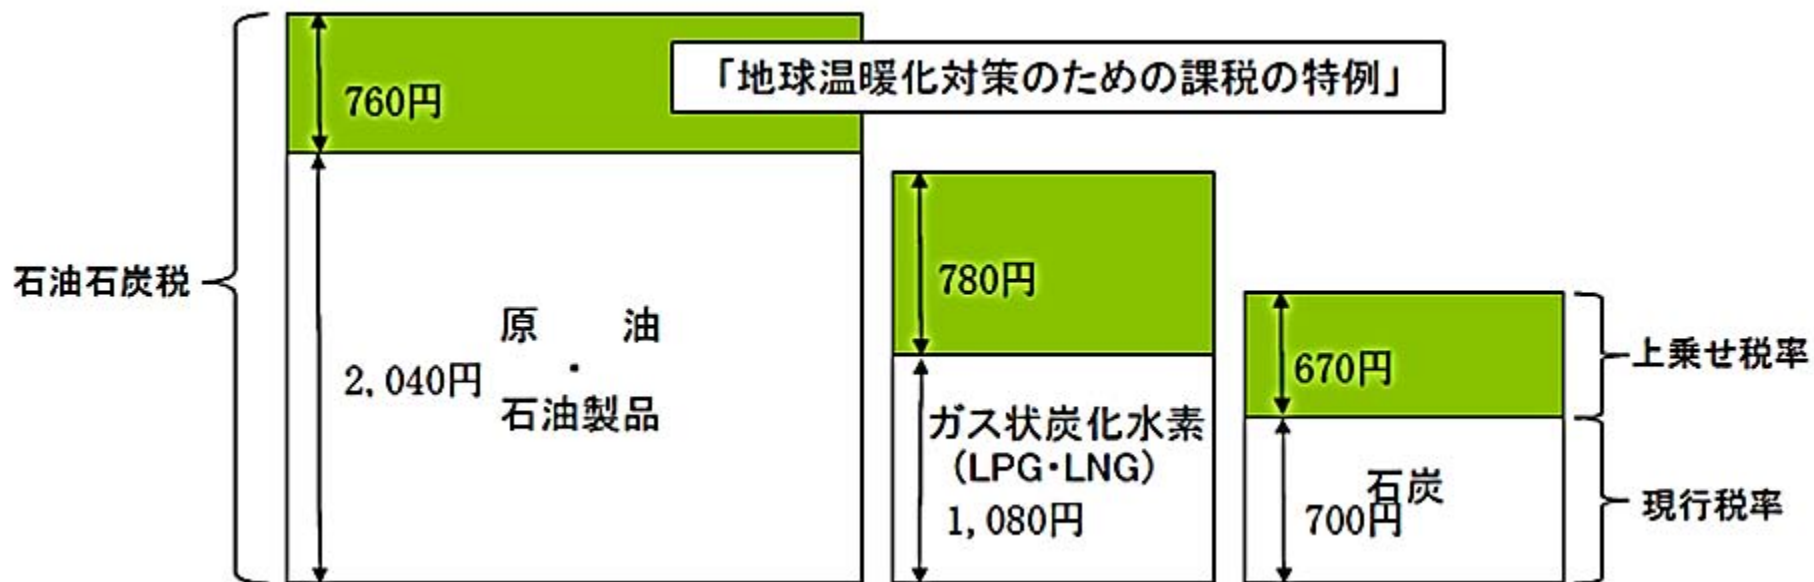 「地球温暖化対策のための課税の特例」
760円
石油石炭税
2,040円
原 油
・
石油製品
780円
ガス状炭化水素
(LPG・LNG)
1,080円
670円
石炭
700円
上乗せ税率
現行税率